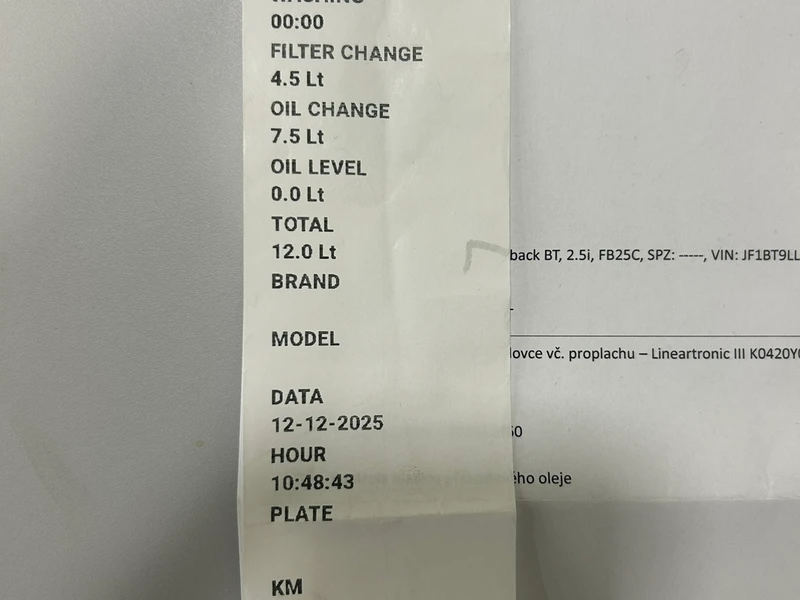 WASHING
00:00
FILTER CHANGE
4.5 Lt
OIL CHANGE
7.5 Lt
OIL LEVEL
0.0 Lt
TOTAL
12.0 Lt
BRAND
MODEL
DATA
12-12-2025
HOUR
10:48:43
PLATE
KM
back BT, 2.5i, FB25C, SPZ: -----, VIN: JF1BT9LL
-
lovce vč. proplachu – Lineartronic III K0420Y
60
ého oleje